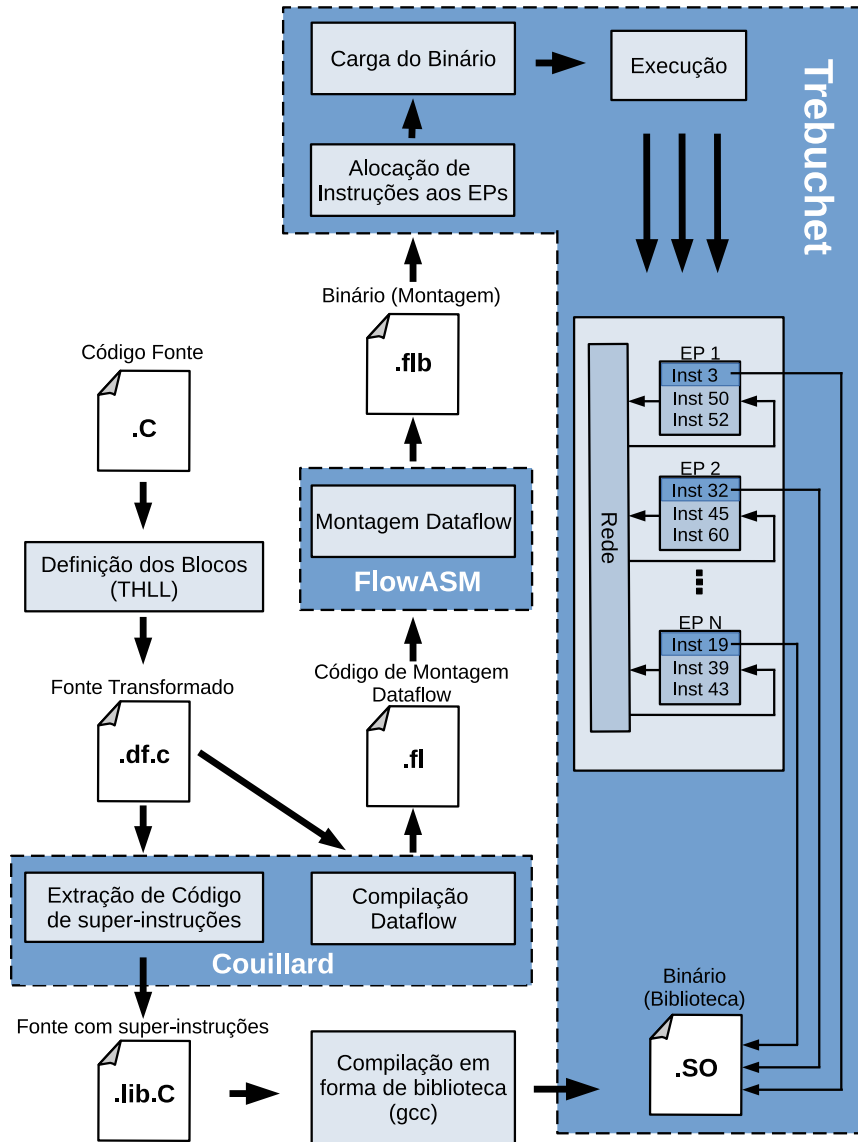 Carga do Binário
Execução
Trebuchet
Alocação de
Instruções aos EPs
Binário (Montagem)
.flb
Código Fonte
.C
Montagem Dataflow
FlowASM
Definição dos Blocos
(THLL)
Fonte Transformado
.df.c
Código de Montagem
Dataflow
.fl
Rede
EP 1
Inst 3
Inst 50
Inst 52
EP 2
Inst 32
Inst 45
Inst 60
...
EP N
Inst 19
Inst 39
Inst 43
Extração de Código
de super-instruções
Compilação
Dataflow
Couillard
Fonte com super-instruções
.lib.C
Compilação em
forma de biblioteca
(gcc)
Binário
(Biblioteca)
.SO